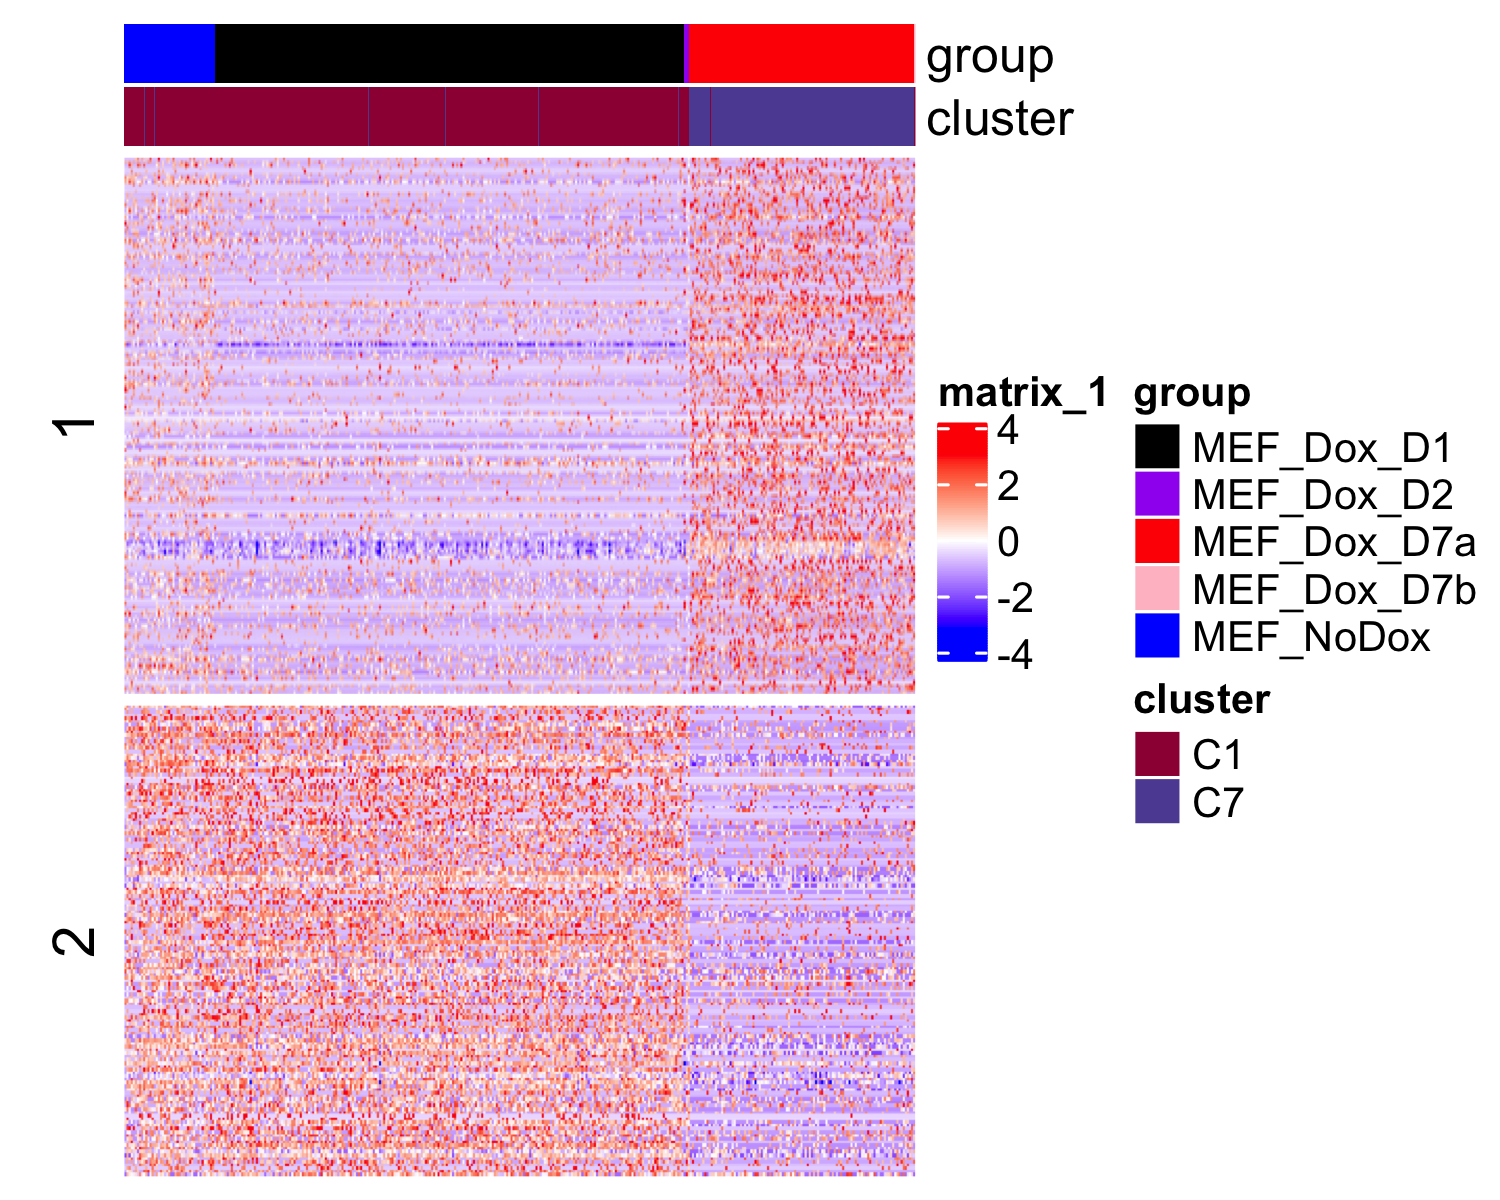 group
cluster
1
2
matrix_1
4
2
0
-2
-4
group
MEF_Dox_D1
MEF_Dox_D2
MEF_Dox_D7a
MEF_Dox_D7b
MEF_NoDox
cluster
C1
C7